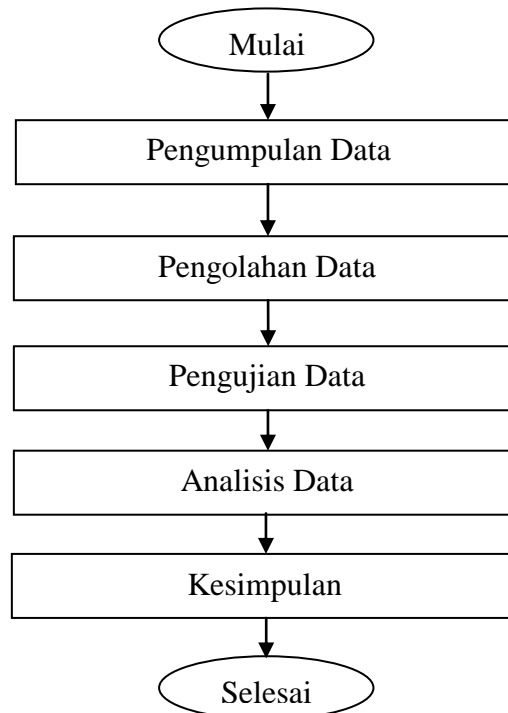 Mulai
Pengumpulan Data
Pengolahan Data
Pengujian Data
Analisis Data
Kesimpulan
Selesai